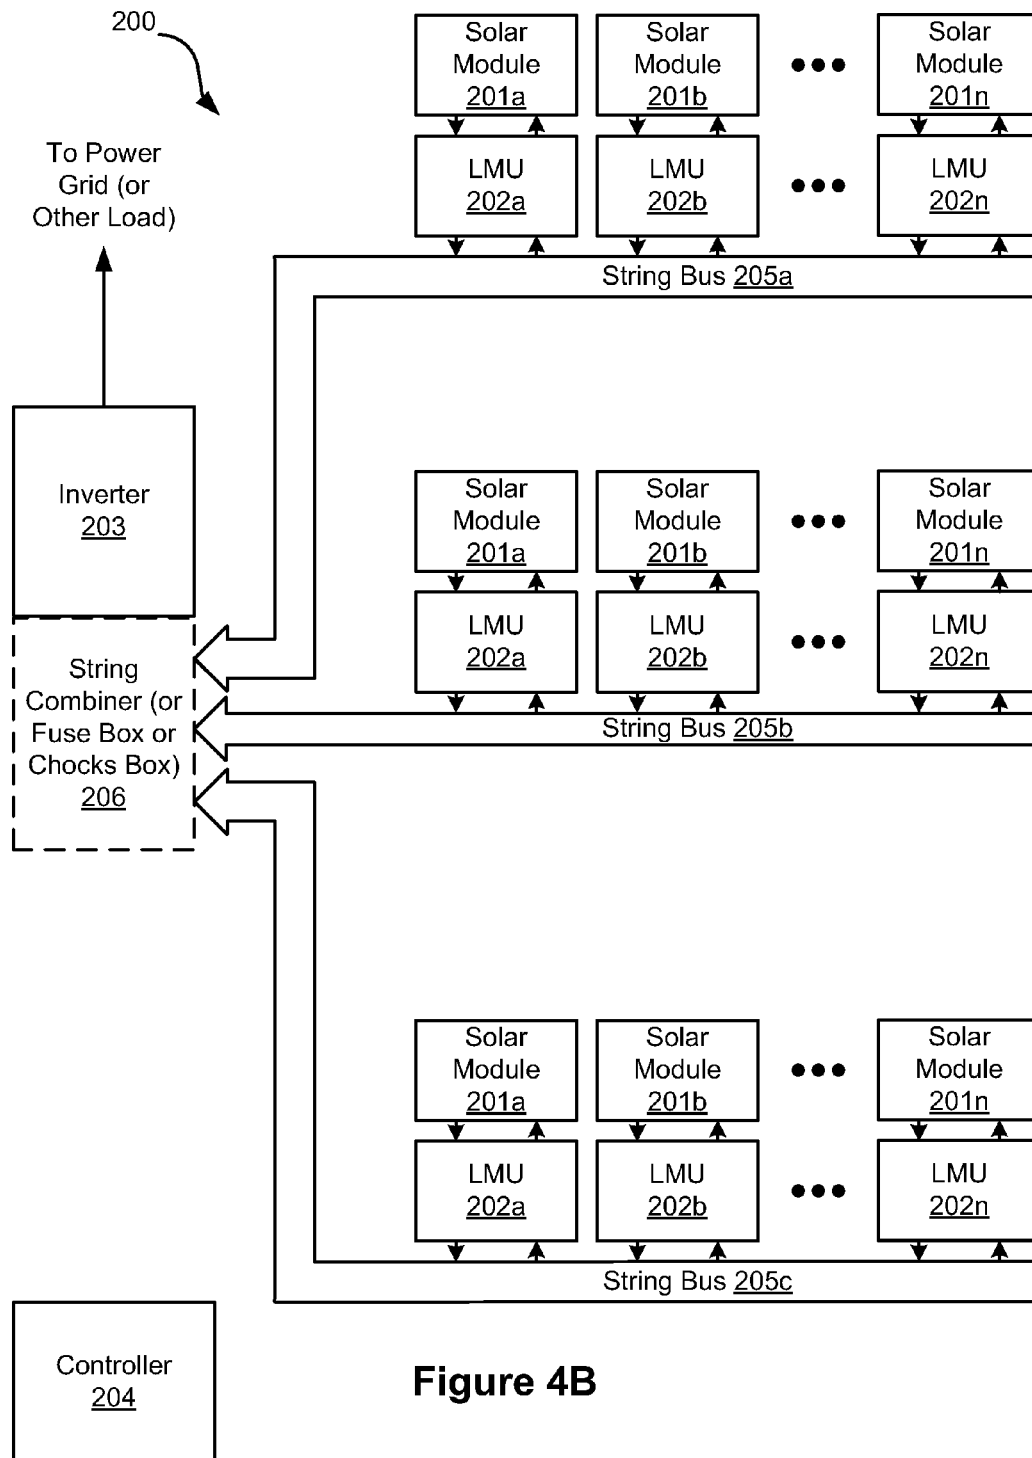 200
To Power
Grid (or
Other Load)
Solar
Module
201a
Solar
Module
201b
Solar
Module
201n
LMU
202a
LMU
202b
LMU
202n
String Bus 205a
Inverter
203
Solar
Module
201a
Solar
Module
201b
Solar
Module
201n
LMU
202a
LMU
202b
LMU
202n
String Bus 205b
String
Combiner (or
Fuse Box or
Chocks Box)
206
Solar
Module
201a
Solar
Module
201b
Solar
Module
201n
LMU
202a
LMU
202b
LMU
202n
String Bus 205c
Controller
204
Figure 4B